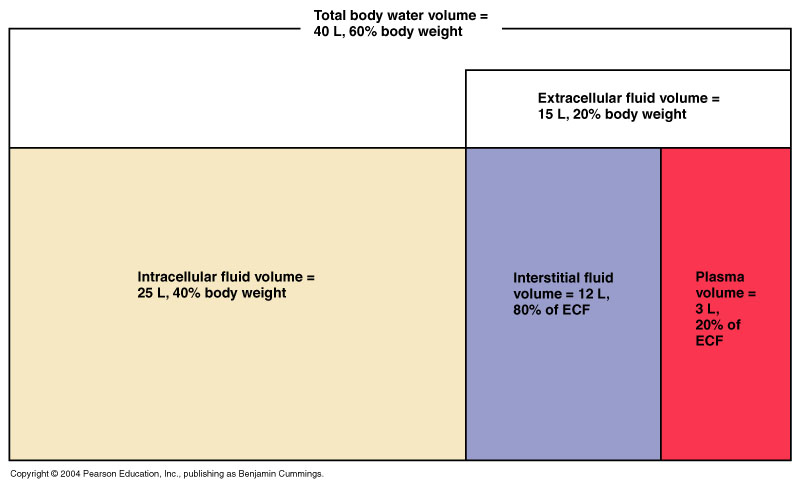 Total body water volume =
40 L, 60% body weight
Extracellular fluid volume =
15 L, 20% body weight
Intracellular fluid volume =
25 L, 40% body weight
Interstitial fluid
volume = 12 L,
80% of ECF
Plasma
volume =
3 L,
20% of
ECF
Copyright © 2004 Pearson Education, Inc., publishing as Benjamin Cummings.